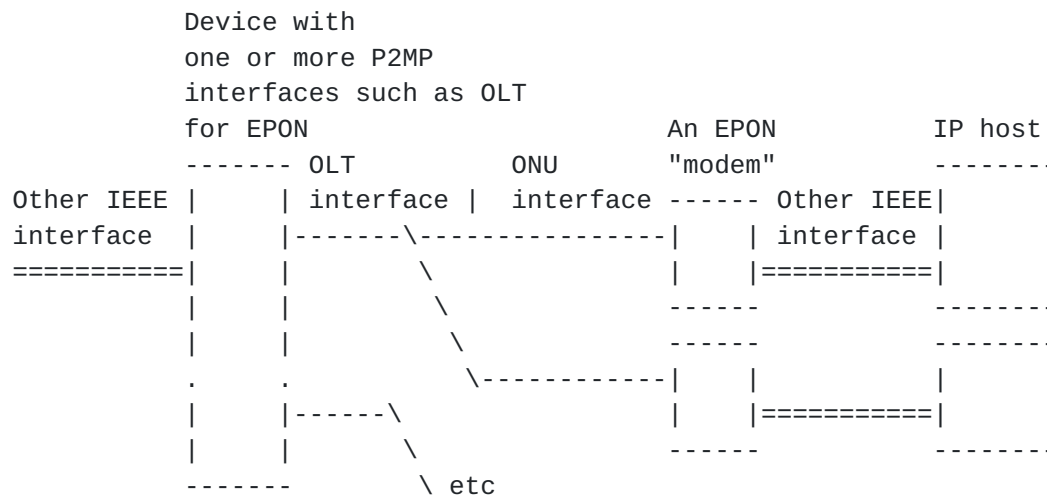 Device with
one or more P2MP
interfaces such as OLT
for EPON                    An EPON         IP host
------- OLT         ONU        "modem"         --------
Other IEEE |     | interface |  interface ------ Other IEEE|
interface  |     |-------\----------------|    | interface |
===========|     |        \               |    |===========|
|     |         \              ------           --------
|     |          \             ------           --------
.     .           \------------|    |           |
|     |------\                 |    |===========|
|     |       \                ------           --------
-------        \ etc